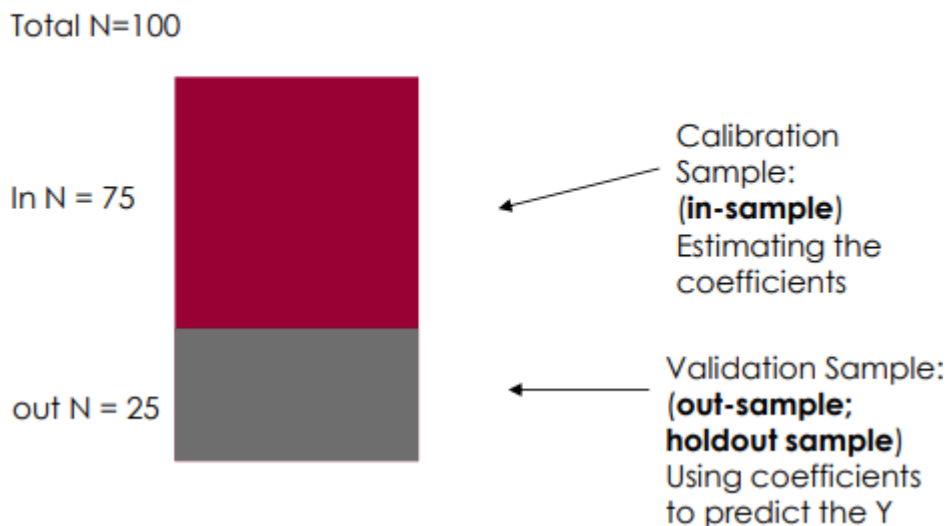 Total N=100
In N = 75
Calibration
Sample:
(in-sample)
Estimating the
coefficients
out N = 25
Validation Sample:
(out-sample;
holdout sample)
Using coefficients
to predict the Y